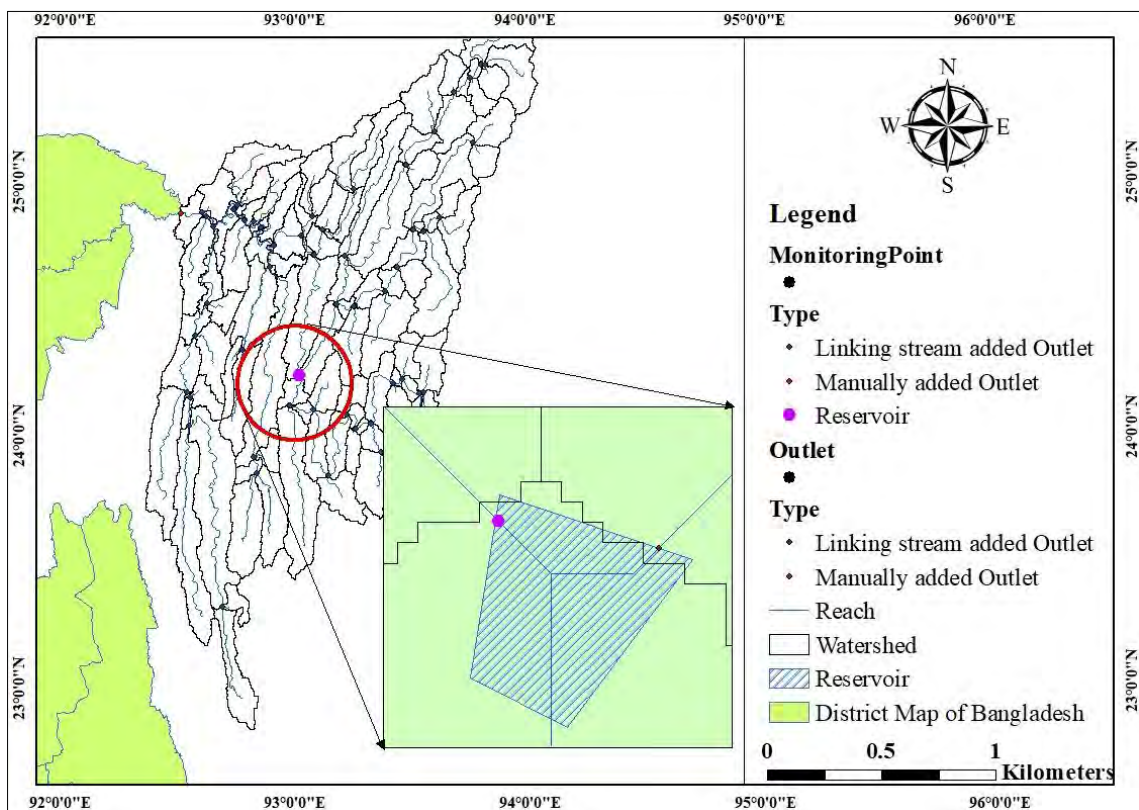 92°0'0"E 93°0'0"E 94°0'0"E 95°0'0"E 96°0'0"E
25°0'0"N
24°0'0"N
23°0'0"N
N
W E
S
Legend
MonitoringPoint
Type
Linking stream added Outlet
Manually added Outlet
Reservoir
Outlet
Type
Linking stream added Outlet
Manually added Outlet
Reach
Watershed
Reservoir
District Map of Bangladesh
0 0.5 1
Kilometers
25°0'0"N
24°0'0"N
23°0'0"N
92°0'0"E 93°0'0"E 94°0'0"E 95°0'0"E 96°0'0"E